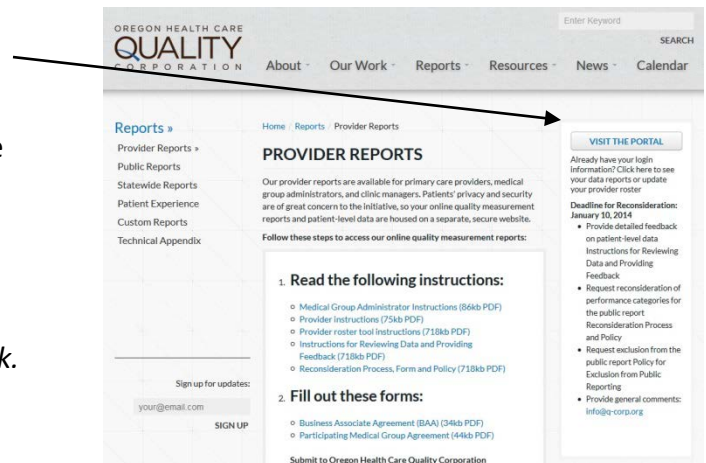 OREGON HEALTH CARE
QUALITY
CORPORATION
Enter Keyword
SEARCH
About
Our Work
Reports
Resources
News
Calendar
e
k.
Reports »
Provider Reports »
Public Reports
Statewide Reports
Patient Experience
Custom Reports
Technical Appendix
Sign up for updates:
your@email.com
SIGN UP
Home / Reports / Provider Reports
PROVIDER REPORTS
Our provider reports are available for primary care providers, medical
group administrators, and clinic managers. Patients' privacy and security
are of great concern to the initiative, so your online quality measurement
reports and patient-level data are housed on a separate, secure website.
Follow these steps to access our online quality measurement reports:
1. Read the following instructions:
Medical Group Administrator Instructions (86kb PDF)
Provider instructions (75kb PDF)
Provider roster tool instructions (718kb PDF)
Instructions for Reviewing Data and Providing
Feedback (718kb PDF)
Reconsideration Process, Form and Policy (718kb PDF)
2. Fill out these forms:
Business Associate Agreement (BAA) (34kb PDF)
Participating Medical Group Agreement (44kb PDF)
Submit to Oregon Health Care Quality Corporation
VISIT THE PORTAL
Already have your login
information? Click here to see
your data reports or update
your provider roster
Deadline for Reconsideration:
January 10, 2014
• Provide detailed feedback
on patient-level data
Instructions for Reviewing
Data and Providing
Feedback
• Request reconsideration of
performance categories for
the public report
Reconsideration Process
and Policy
• Request exclusion from the
public report Policy for
Exclusion from Public
Reporting
• Provide general comments:
info@q-corp.org